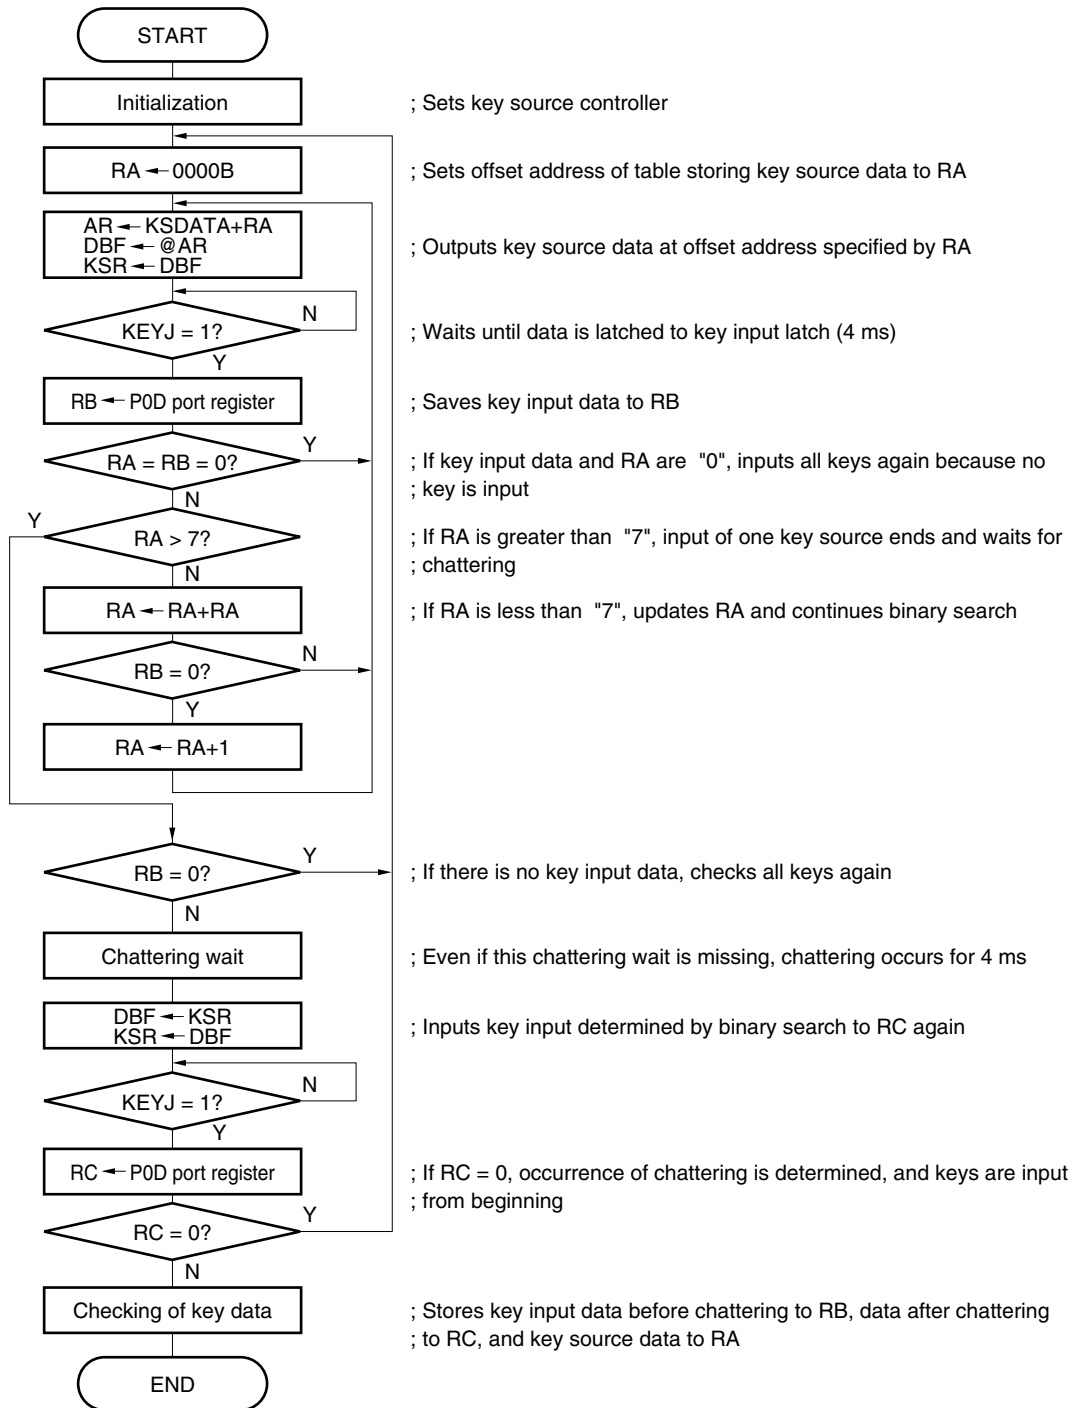 START
Initialization
; Sets key source controller
RA ← 0000B
; Sets offset address of table storing key source data to RA
AR ← KSDATA+RA
DBF ← @AR
KSR ← DBF
; Outputs key source data at offset address specified by RA
N
KEYJ = 1?
; Waits until data is latched to key input latch (4 ms)
Y
RB ← P0D port register
; Saves key input data to RB
Y
RA = RB = 0?
; If key input data and RA are "0", inputs all keys again because no
; key is input
N
Y
RA > 7?
; If RA is greater than "7", input of one key source ends and waits for
; chattering
N
RA ← RA+RA
; If RA is less than "7", updates RA and continues binary search
N
RB = 0?
Y
RA ← RA+1
Y
RB = 0?
; If there is no key input data, checks all keys again
N
Chattering wait
; Even if this chattering wait is missing, chattering occurs for 4 ms
DBF ← KSR
KSR ← DBF
; Inputs key input determined by binary search to RC again
N
KEYJ = 1?
Y
RC ← P0D port register
; If RC = 0, occurrence of chattering is determined, and keys are input
; from beginning
Y
RC = 0?
N
Checking of key data
; Stores key input data before chattering to RB, data after chattering
; to RC, and key source data to RA
END